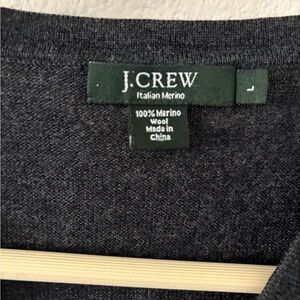 J.CREW
Italian Merino
L
100% Merino
Wool
Made in
China